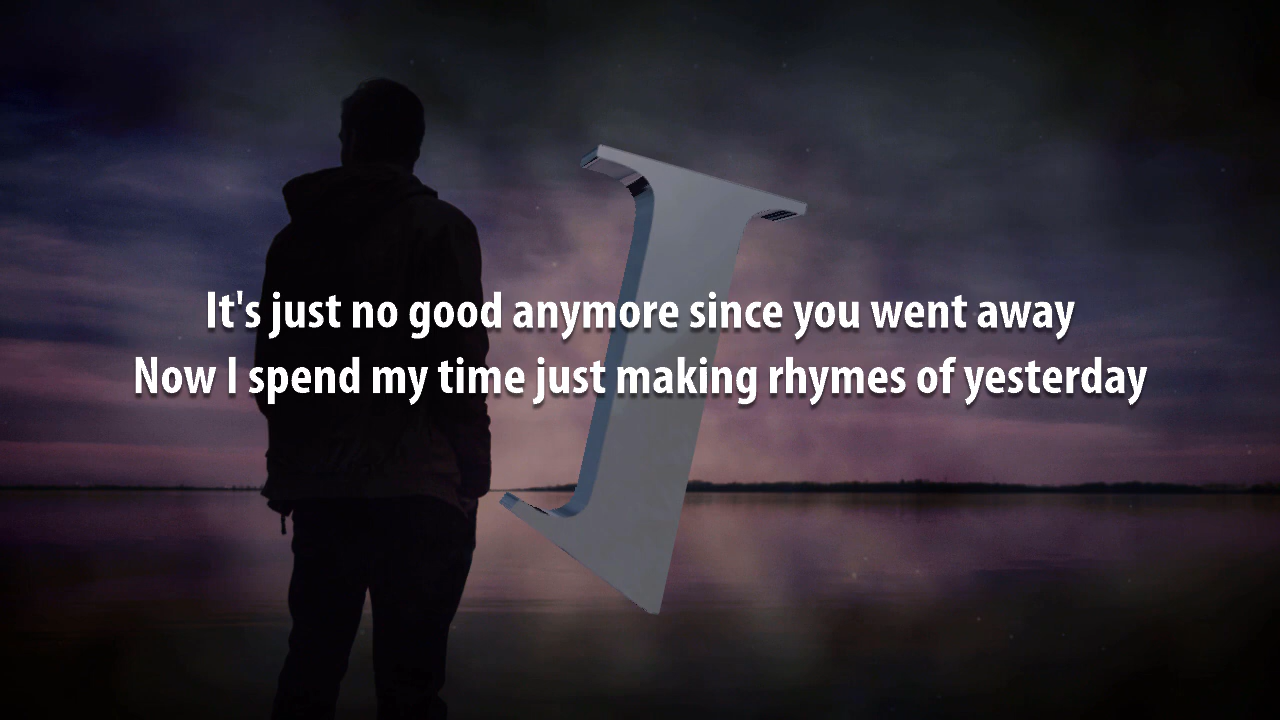 It's just no good anymore since you went away
Now I spend my time just making rhymes of yesterday